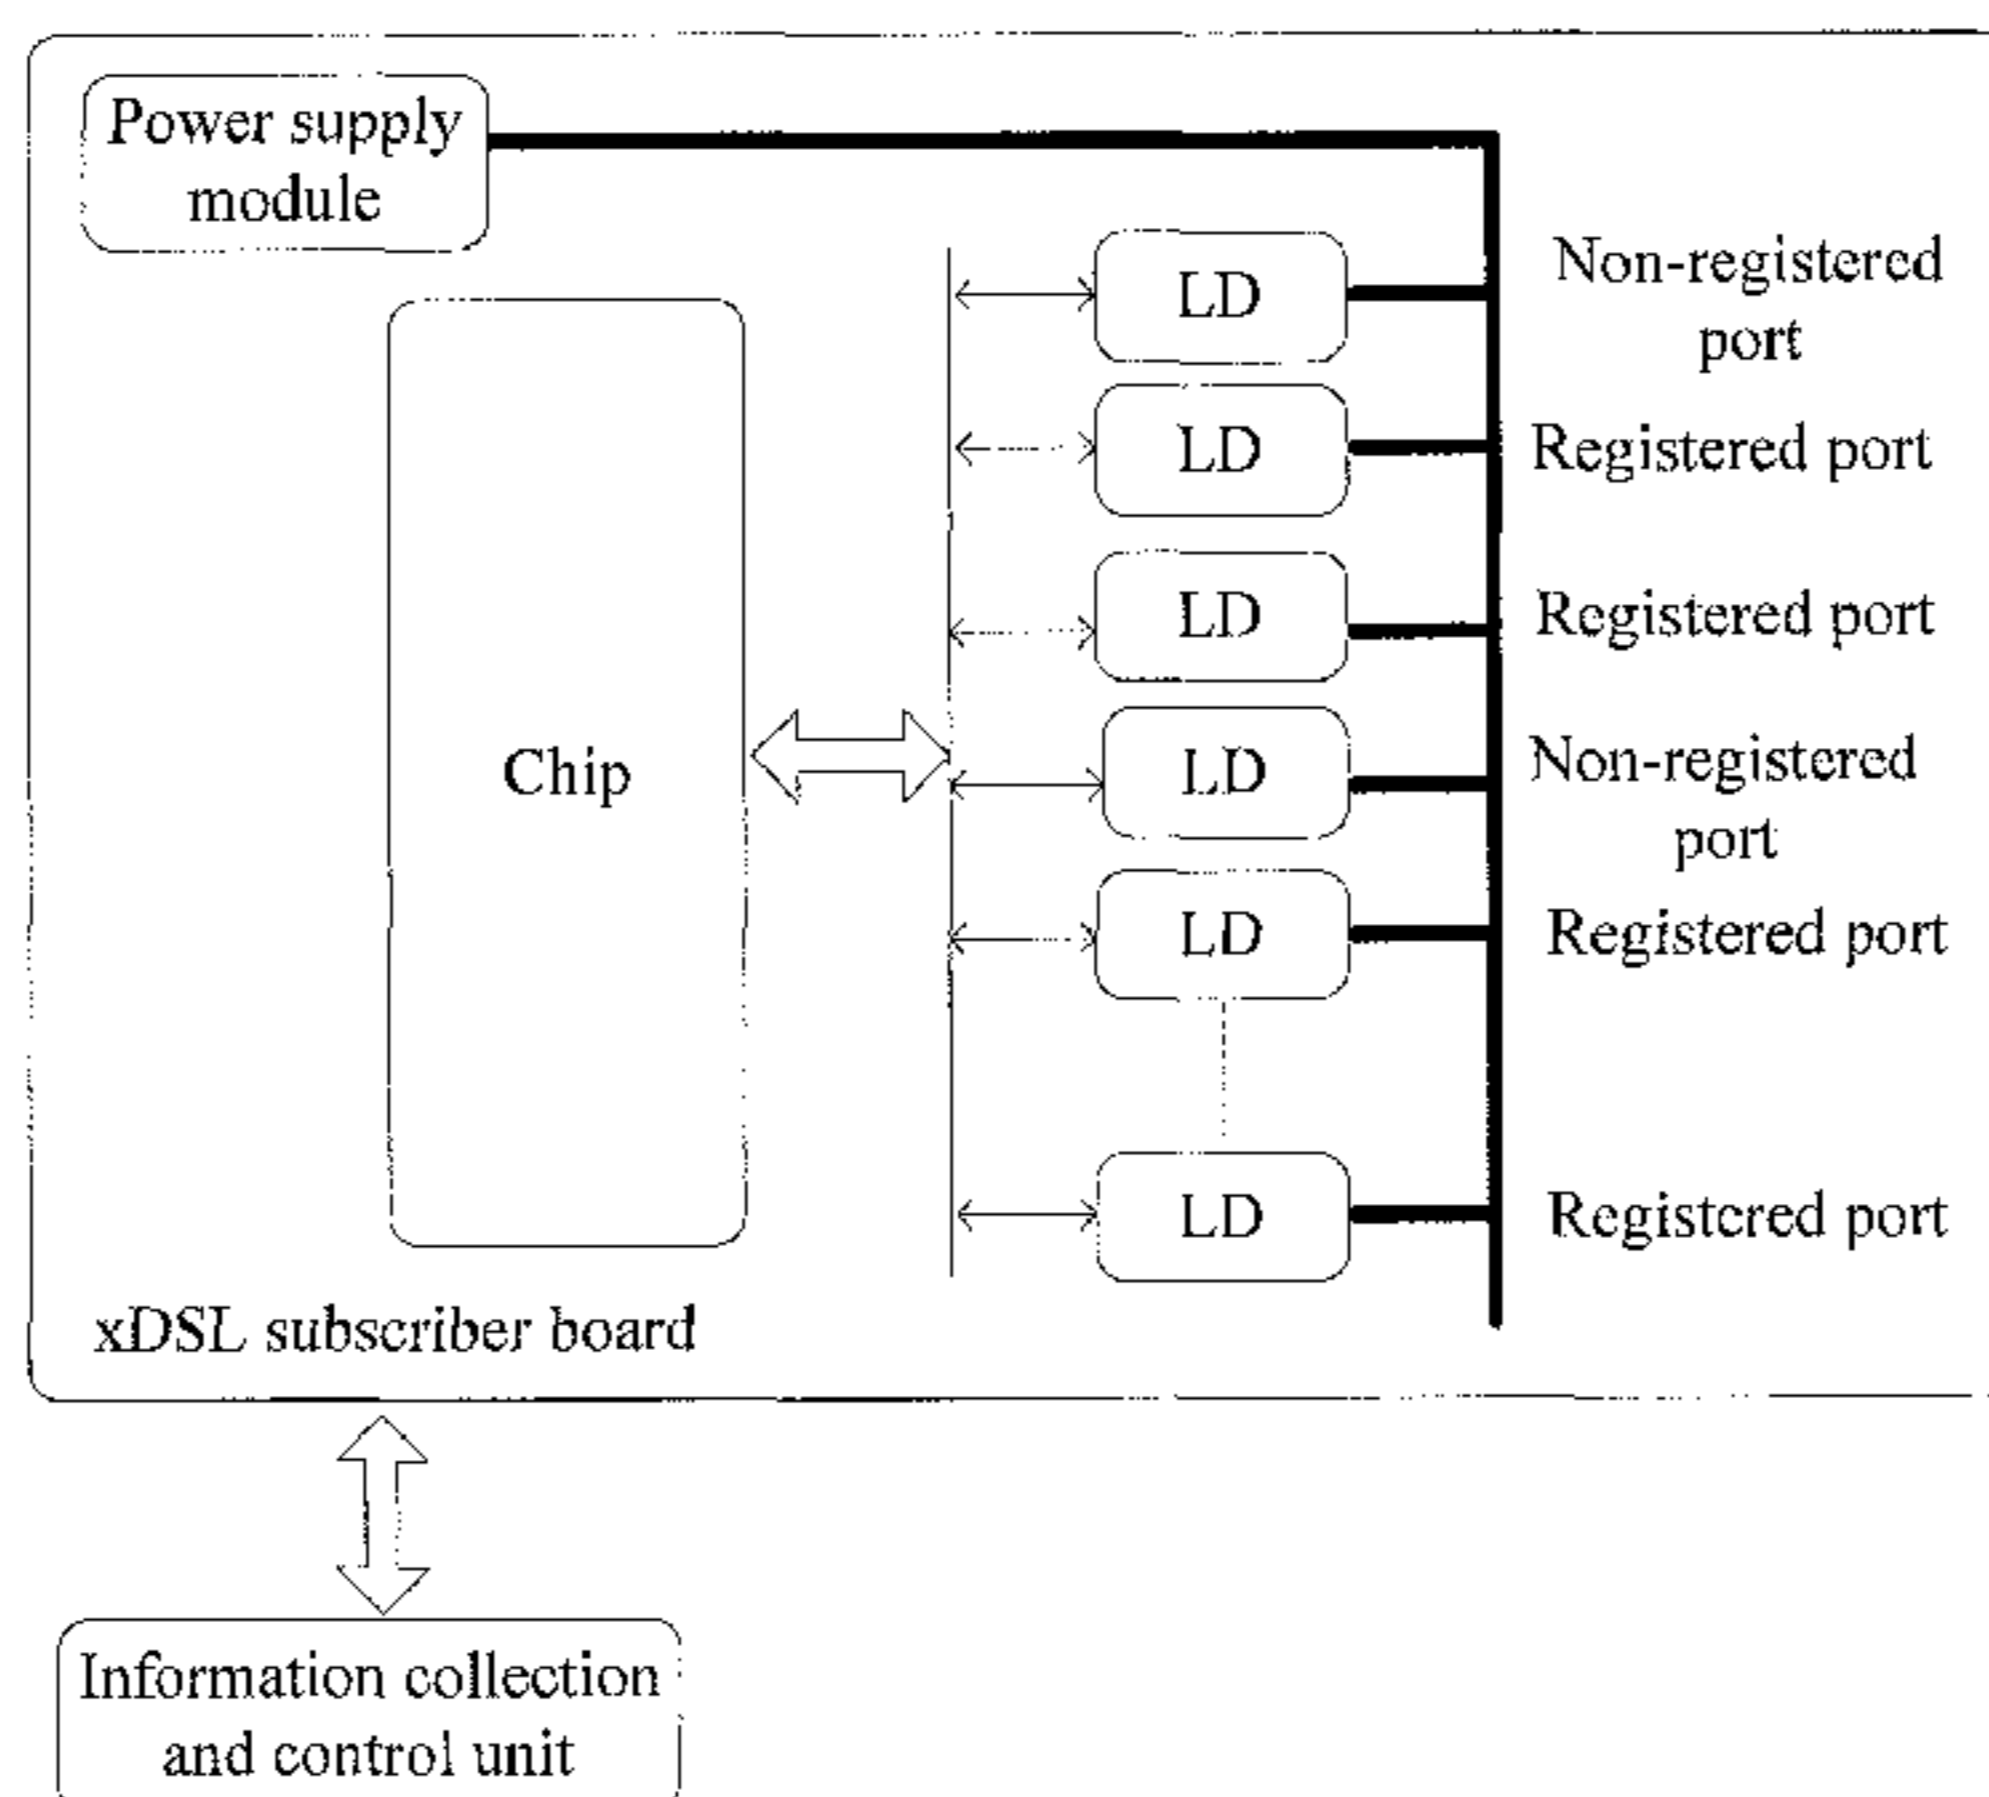 Power supply
module
LD
Non-registered
port
LD
Registered port
LD
Registered port
Chip
LD
Non-registered
port
LD
Registered port
LD
Registered port
xDSL subscriber board
Information collection
and control unit